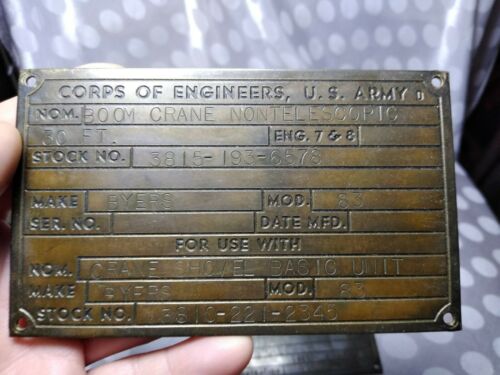 CORPS OF ENGINEERS, U.S. ARMY
NOM. BOOM CRANE NONTELESCOPIC
30 FT. ENG. 7 & 8
STOCK NO. 3815-193-6578
MAKE BYERS MOD. 83
SER. NO. DATE MFD.
FOR USE WITH
NOM. CRANE SHOVEL BASIC UNIT
MAKE BYERS MOD. 83
STOCK NO. 3810-221-2345